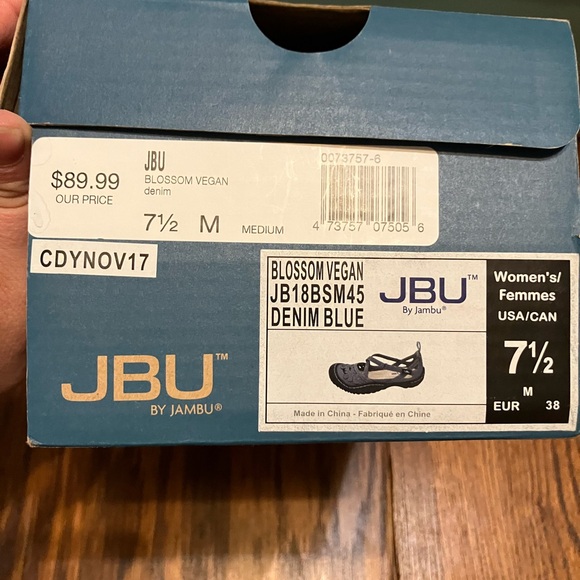 JBU
BLOSSOM VEGAN
denim
$89.99
OUR PRICE
7½ M MEDIUM
0073757-6
4 73757 07505 6
CDYNOV17
BLOSSOM VEGAN
JB18BSM45
DENIM BLUE
JBU™
By Jambu®
Made in China - Fabriqué en Chine
Women's/
Femmes
USA/CAN
7½
M
EUR 38
JBU™
BY JAMBU®